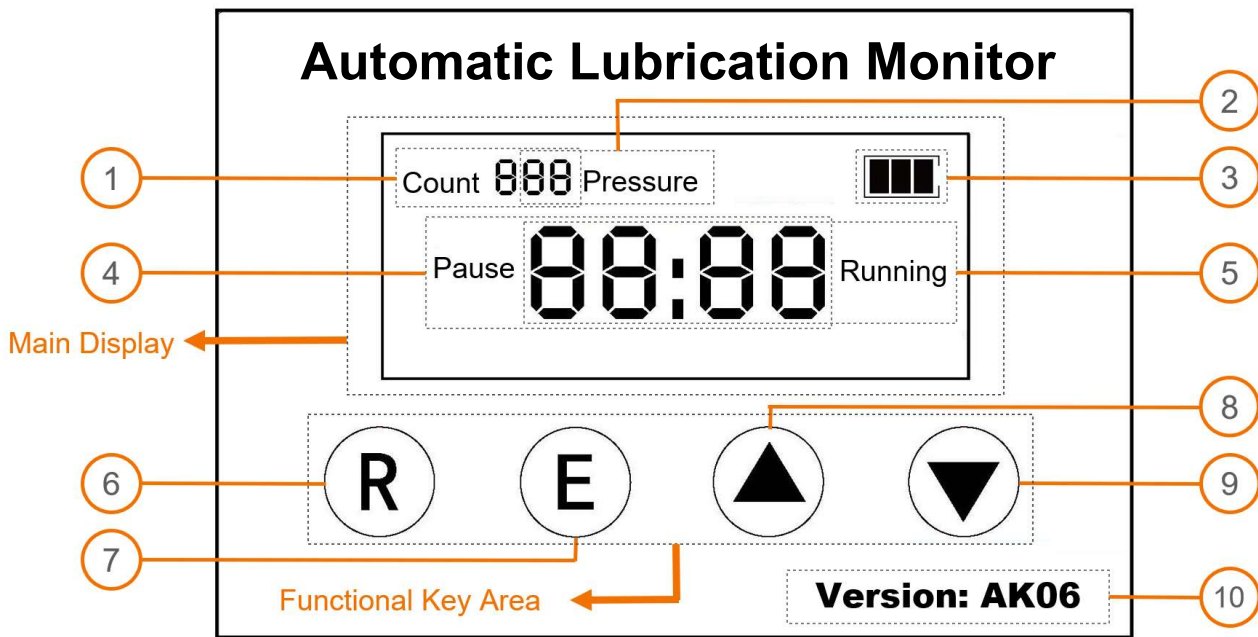 Automatic Lubrication Monitor
2
1
Count 888 Pressure
3
4
Pause 88:88 Running
5
Main Display
8
6
R E
9
7
Functional Key Area
Version: AK06
10